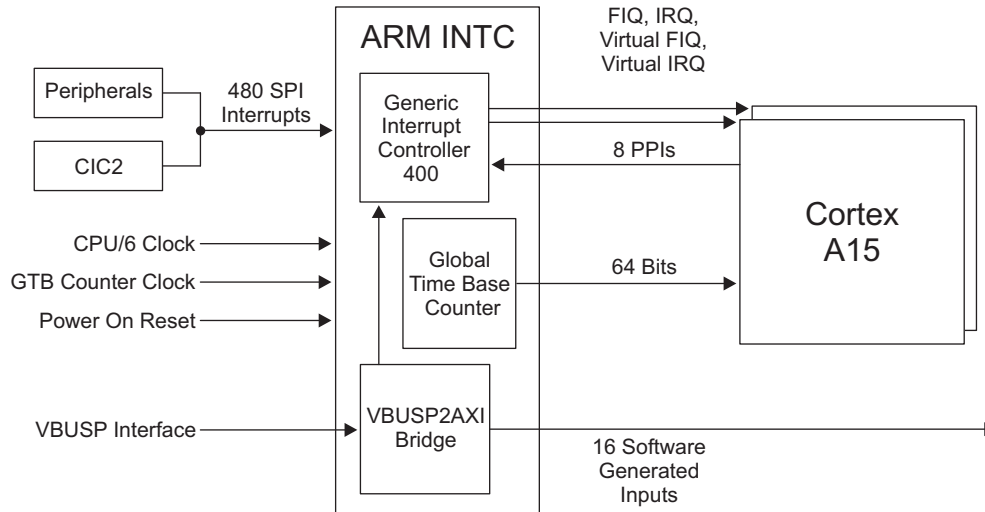 FIQ, IRQ,
Virtual FIQ,
Virtual IRQ
ARM INTC
Peripherals
480 SPI
Interrupts
CIC2
Generic
Interrupt
Controller
400
8 PPIs
Cortex
A15
CPU/6 Clock
GTB Counter Clock
Power On Reset
Global
Time Base
Counter
64 Bits
VBUSP Interface
VBUSP2AXI
Bridge
16 Software
Generated
Inputs